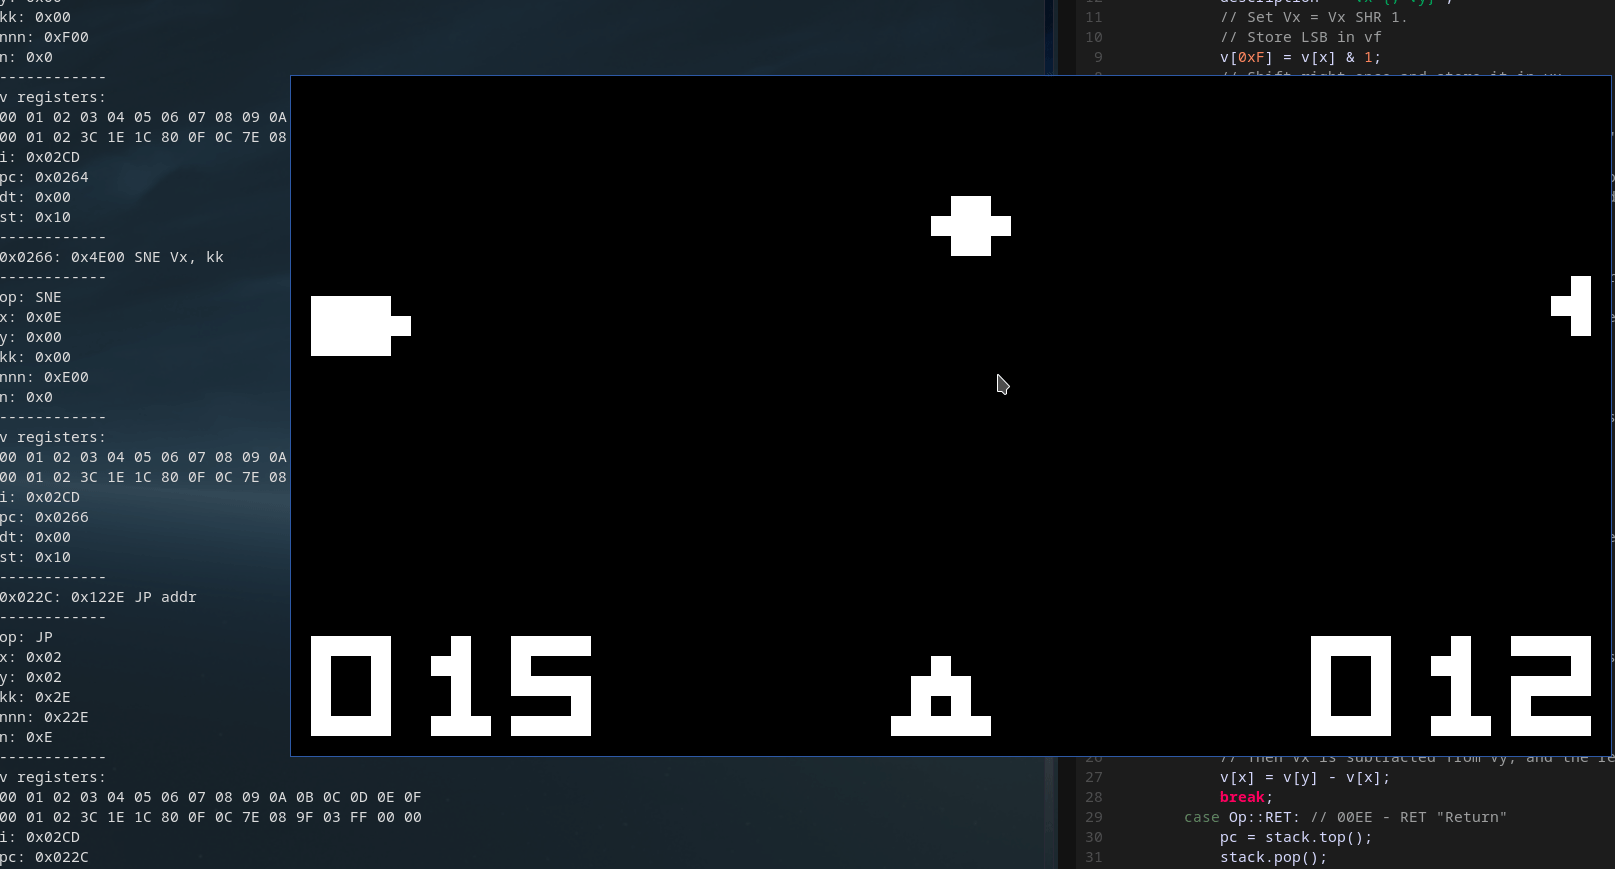 kk: 0x00
nnn: 0xF00
n: 0x0
------------
v registers:
00 01 02 03 04 05 06 07 08 09 0A
00 01 02 3C 1E 1C 80 0F 0C 7E 08
i: 0x02CD
pc: 0x0264
dt: 0x00
st: 0x10
------------
0x0266: 0x4E00 SNE Vx, kk
------------
op: SNE
x: 0x0E
y: 0x00
kk: 0x00
nnn: 0xE00
n: 0x0
------------
v registers:
00 01 02 03 04 05 06 07 08 09 0A
00 01 02 3C 1E 1C 80 0F 0C 7E 08
i: 0x02CD
pc: 0x0266
dt: 0x00
st: 0x10
------------
0x022C: 0x122E JP addr
------------
op: JP
x: 0x02
y: 0x02
kk: 0x2E
nnn: 0x22E
n: 0xE
------------
v registers:
00 01 02 03 04 05 06 07 08 09 0A 0B 0C 0D 0E 0F
00 01 02 3C 1E 1C 80 0F 0C 7E 08 9F 03 FF 00 00
i: 0x02CD
pc: 0x022C
015
012
11 // Set Vx = Vx SHR 1.
10 // Store LSB in vf
9 v[0xF] = v[x] & 1;
27 v[x] = v[y] - v[x];
28 break;
29 case Op::RET: // 00EE - RET "Return"
30 pc = stack.top();
31 stack.pop();